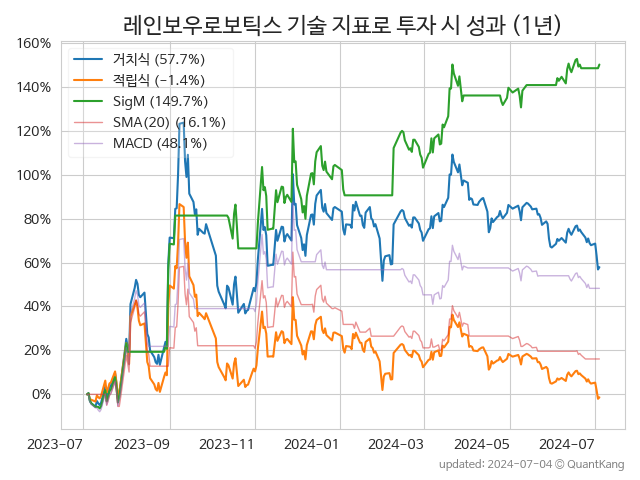 레인보우로보틱스 기술 지표로 투자 시 성과 (1년)
160%
140%
120%
100%
80%
60%
40%
20%
0%
거치식 (57.7%)
적립식 (−1.4%)
SigM (149.7%)
SMA(20) (16.1%)
MACD (48.1%)
2023-07
2023-09
2023-11
2024-01
2024-03
2024-05
2024-07
updated: 2024-07-04 © QuantKang